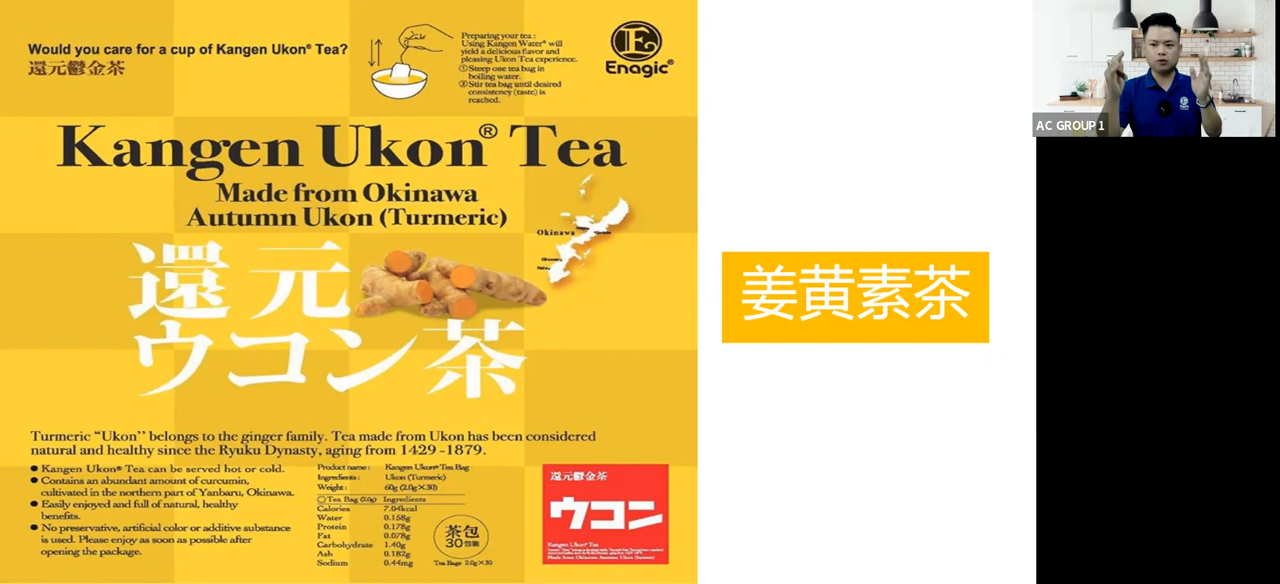 Would you care for a cup of Kangen Ukon® Tea?
還元鬱金茶
Preparing your tea :
Using Kangen Water® will
yield a delicious flavor and
pleasing Ukon Tea experience.
①Steep one tea bag in
boiling water.
②Stir tea bag until desired
consistency (taste) is
reached.
E
Enagic®
Kangen Ukon® Tea
Made from Okinawa
Autumn Ukon (Turmeric)
Okinawa
還元
ウコン茶
Turmeric “Ukon’’ belongs to the ginger family. Tea made from Ukon has been considered
natural and healthy since the Ryuku Dynasty, aging from 1429 -1879.
● Kangen Ukon® Tea can be served hot or cold.
● Contains an abundant amount of curcumin,
cultivated in the northern part of Yanbaru, Okinawa.
● Easily enjoyed and full of natural, healthy
benefits.
● No preservative, artificial color or additive substance
is used. Please enjoy as soon as possible after
opening the package.
Product name : Kangen Ukon® Tea Bag
Ingredients : Ukon (Turmeric)
Weight : 60g (2.0g×30)
○Tea Bag (2.0g) Ingredients
Calories 7.04kcal
Water 0.158g
Protein 0.178g
Fat 0.078g
Carbohydrate 1.40g
Ash 0.182g
Sodium 0.44mg
茶包
30包装
Tea Bags 2.0g×30
還元鬱金茶
ウコン
Kangen Ukon® Tea
姜黄素茶
AC GROUP 1